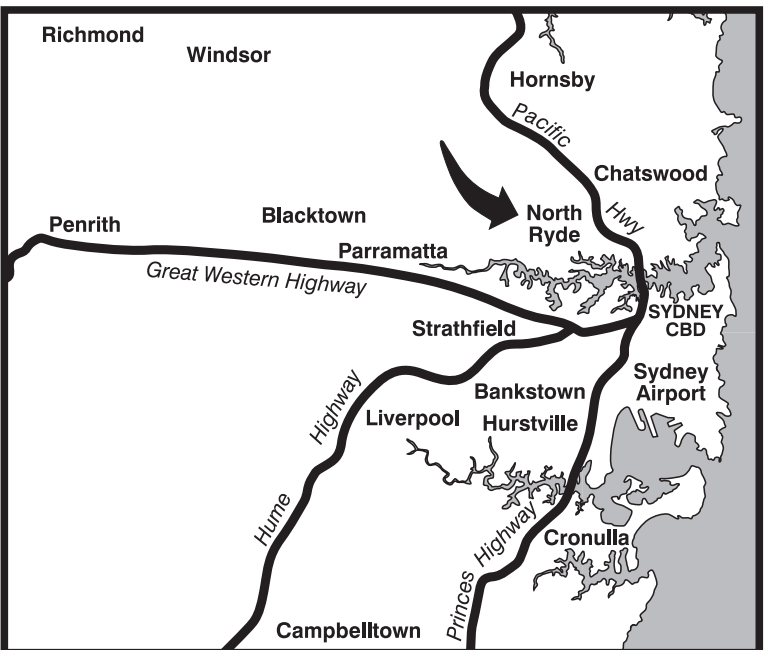 Richmond
Windsor
Hornsby
Pacific
Chatswood
Hwy
North
Ryde
Blacktown
Penrith
Parramatta
Great Western Highway
SYDNEY
CBD
Strathfield
Sydney
Airport
Bankstown
Highway
Liverpool
Hurstville
Hume
Highway
Cronulla
Princes
Campbelltown